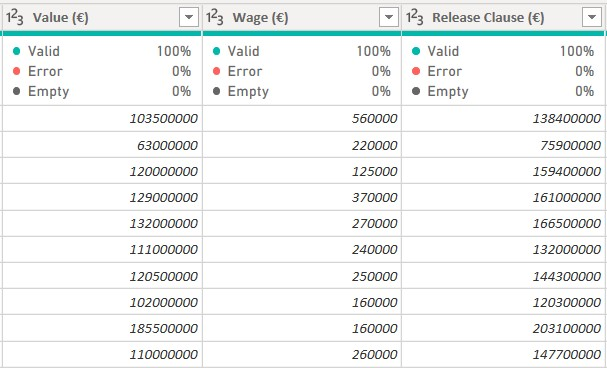 1²3 Value (€) 1²3 Wage (€) 1²3 Release Clause (€)
Valid 100% Valid 100% Valid 100%
Error 0% Error 0% Error 0%
Empty 0% Empty 0% Empty 0%
103500000 560000 138400000
63000000 220000 75900000
120000000 125000 159400000
129000000 370000 161000000
132000000 270000 166500000
111000000 240000 132000000
120500000 250000 144300000
102000000 160000 120300000
185500000 160000 203100000
110000000 260000 147700000